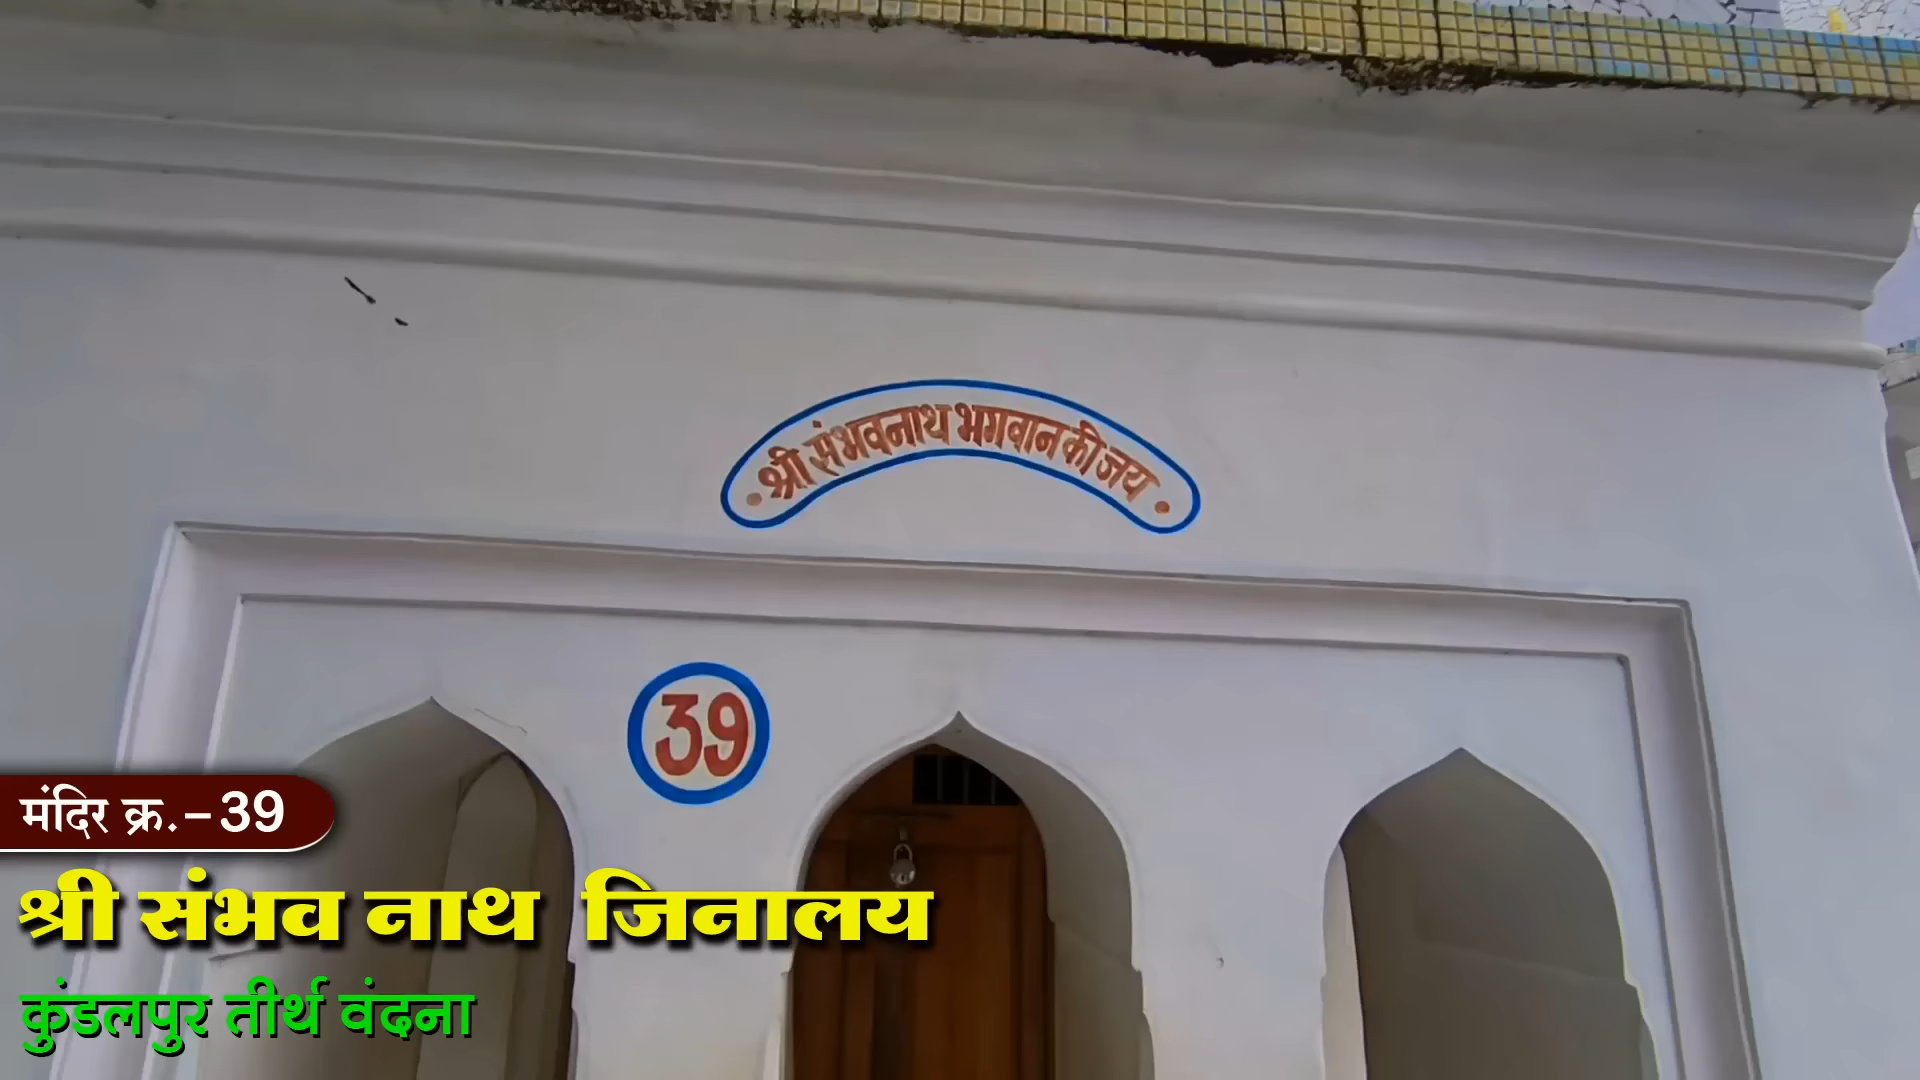 श्री संभवनाथ भगवान की जय
39
मंदिर क्र.-39
श्री संभव नाथ जिनालय
कुंडलपुर तीर्थ वंदना